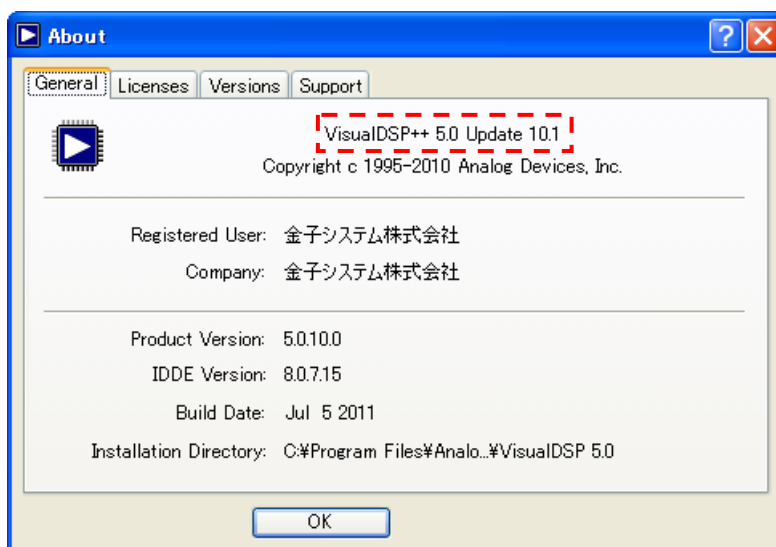 About
General Licenses Versions Support
VisualDSP++ 5.0 Update 10.1
Copyright c 1995-2010 Analog Devices, Inc.
Registered User: 金子システム株式会社
Company: 金子システム株式会社
Product Version: 5.0.10.0
IDDE Version: 8.0.7.15
Build Date: Jul 5 2011
Installation Directory: C:¥Program Files¥Analo...¥VisualDSP 5.0
OK